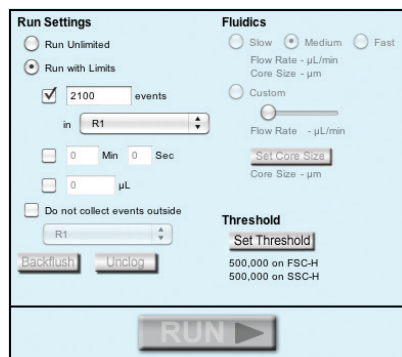 Run Settings
Run Unlimited
Run with Limits
2100 events
in R1
0 Min 0 Sec
0 µL
Do not collect events outside
R1
Backflush Unclog
Fluidics
Slow Medium Fast
Flow Rate - µL/min
Core Size - µm
Custom
Flow Rate - µL/min
Set Core Size
Core Size - µm
Threshold
Set Threshold
500,000 on FSC-H
500,000 on SSC-H
RUN